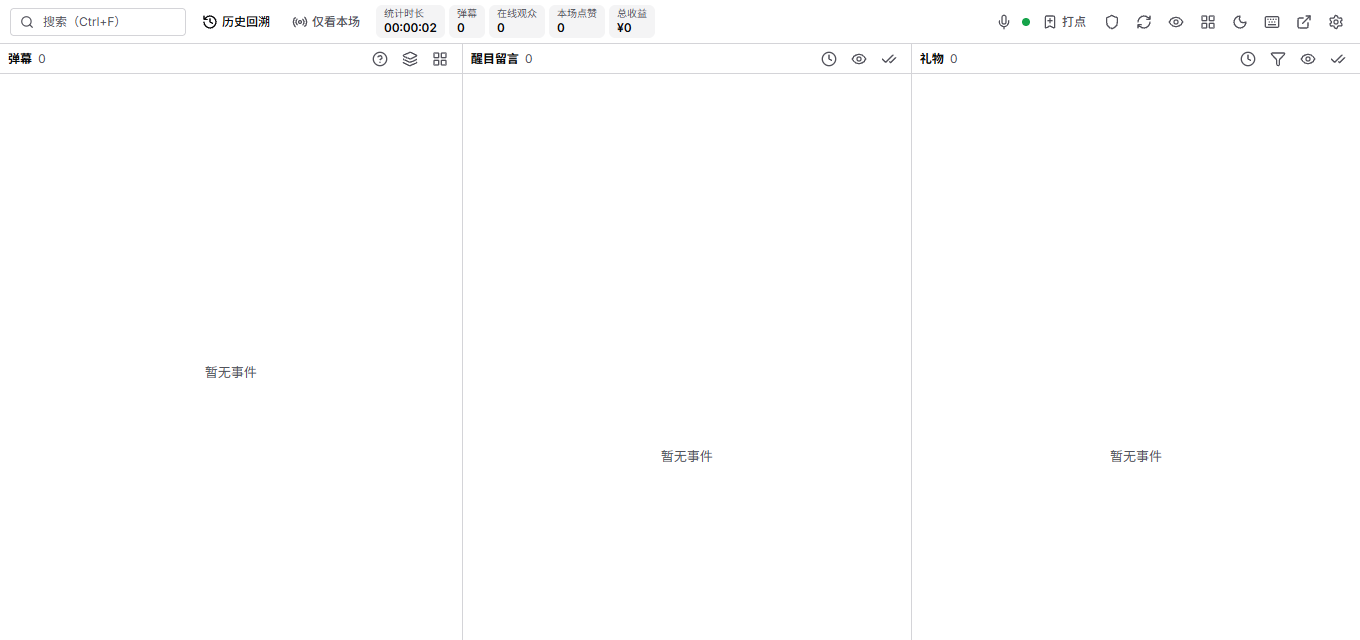 搜索（Ctrl+F）
历史回溯
仅看本场
统计时长
00:00:02
弹幕
0
在线观众
0
本场点赞
0
总收益
¥0
打点
弹幕 0
醒目留言 0
礼物 0
暂无事件
暂无事件
暂无事件